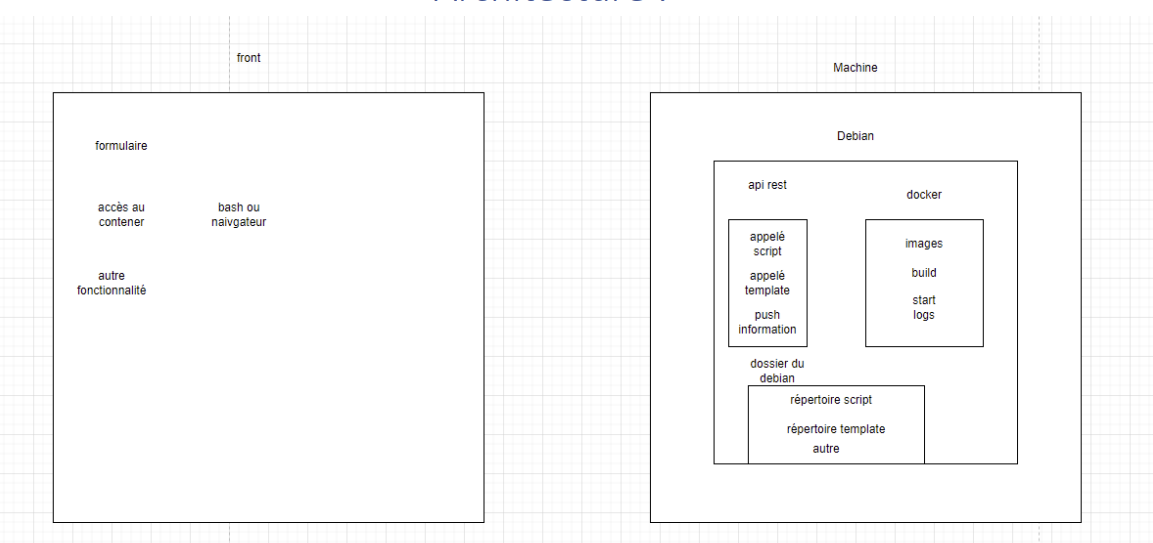 Architecture :
front
formulaire
accès au
contener
bash ou
naivgateur
autre
fonctionnalité
Machine
Debian
api rest
appelé
script
appelé
template
push
information
docker
images
build
start
logs
dossier du
debian
répertoire script
répertoire template
autre